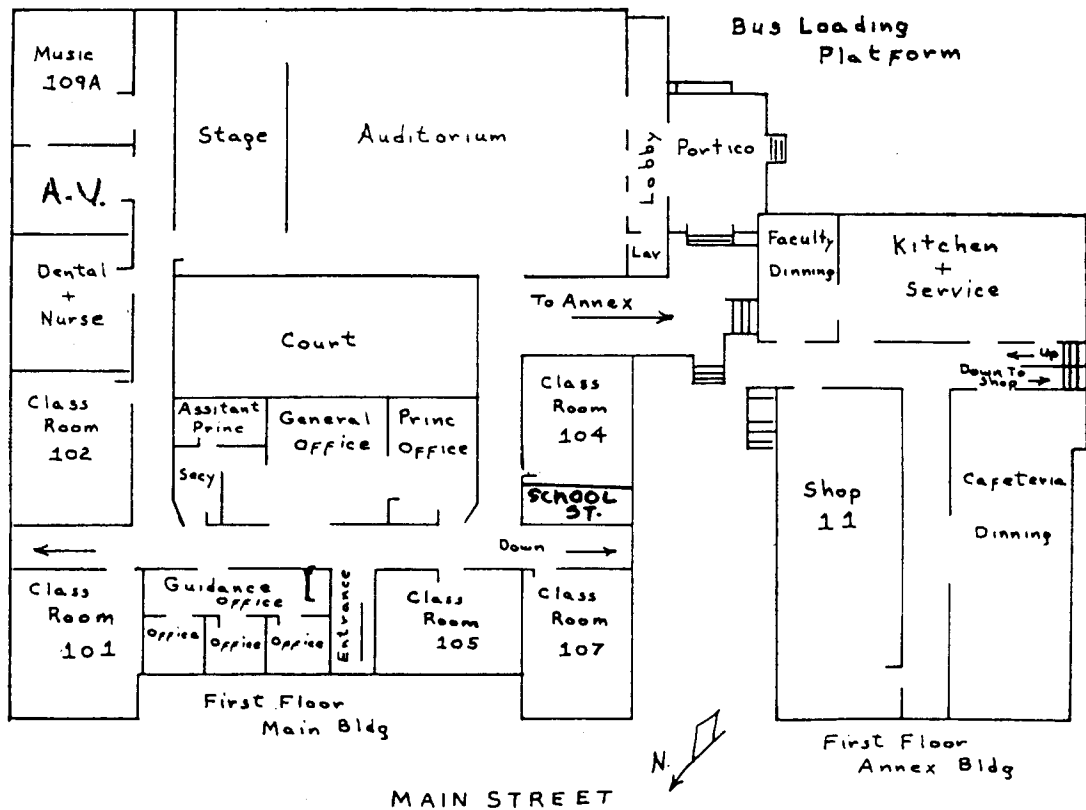 Bus Loading
Platform
Music
109A
Stage
Auditorium
Lobby
Portico
A.V.
Lav
Faculty
Dinning
Kitchen
+
Service
Dental
+
Nurse
To Annex
Court
Up
Down To
Shop
Class
Room
102
Assitant
Princ
General
Office
Princ
Office
Class
Room
104
Secy
SCHOOL
ST.
Shop
11
Cafeteria
Dinning
Down
Class
Room
101
Guidance
Office
Office
Office
Office
Entrance
Class
Room
105
Class
Room
107
First Floor
Main Bldg
N.
First Floor
Annex Bldg
MAIN STREET